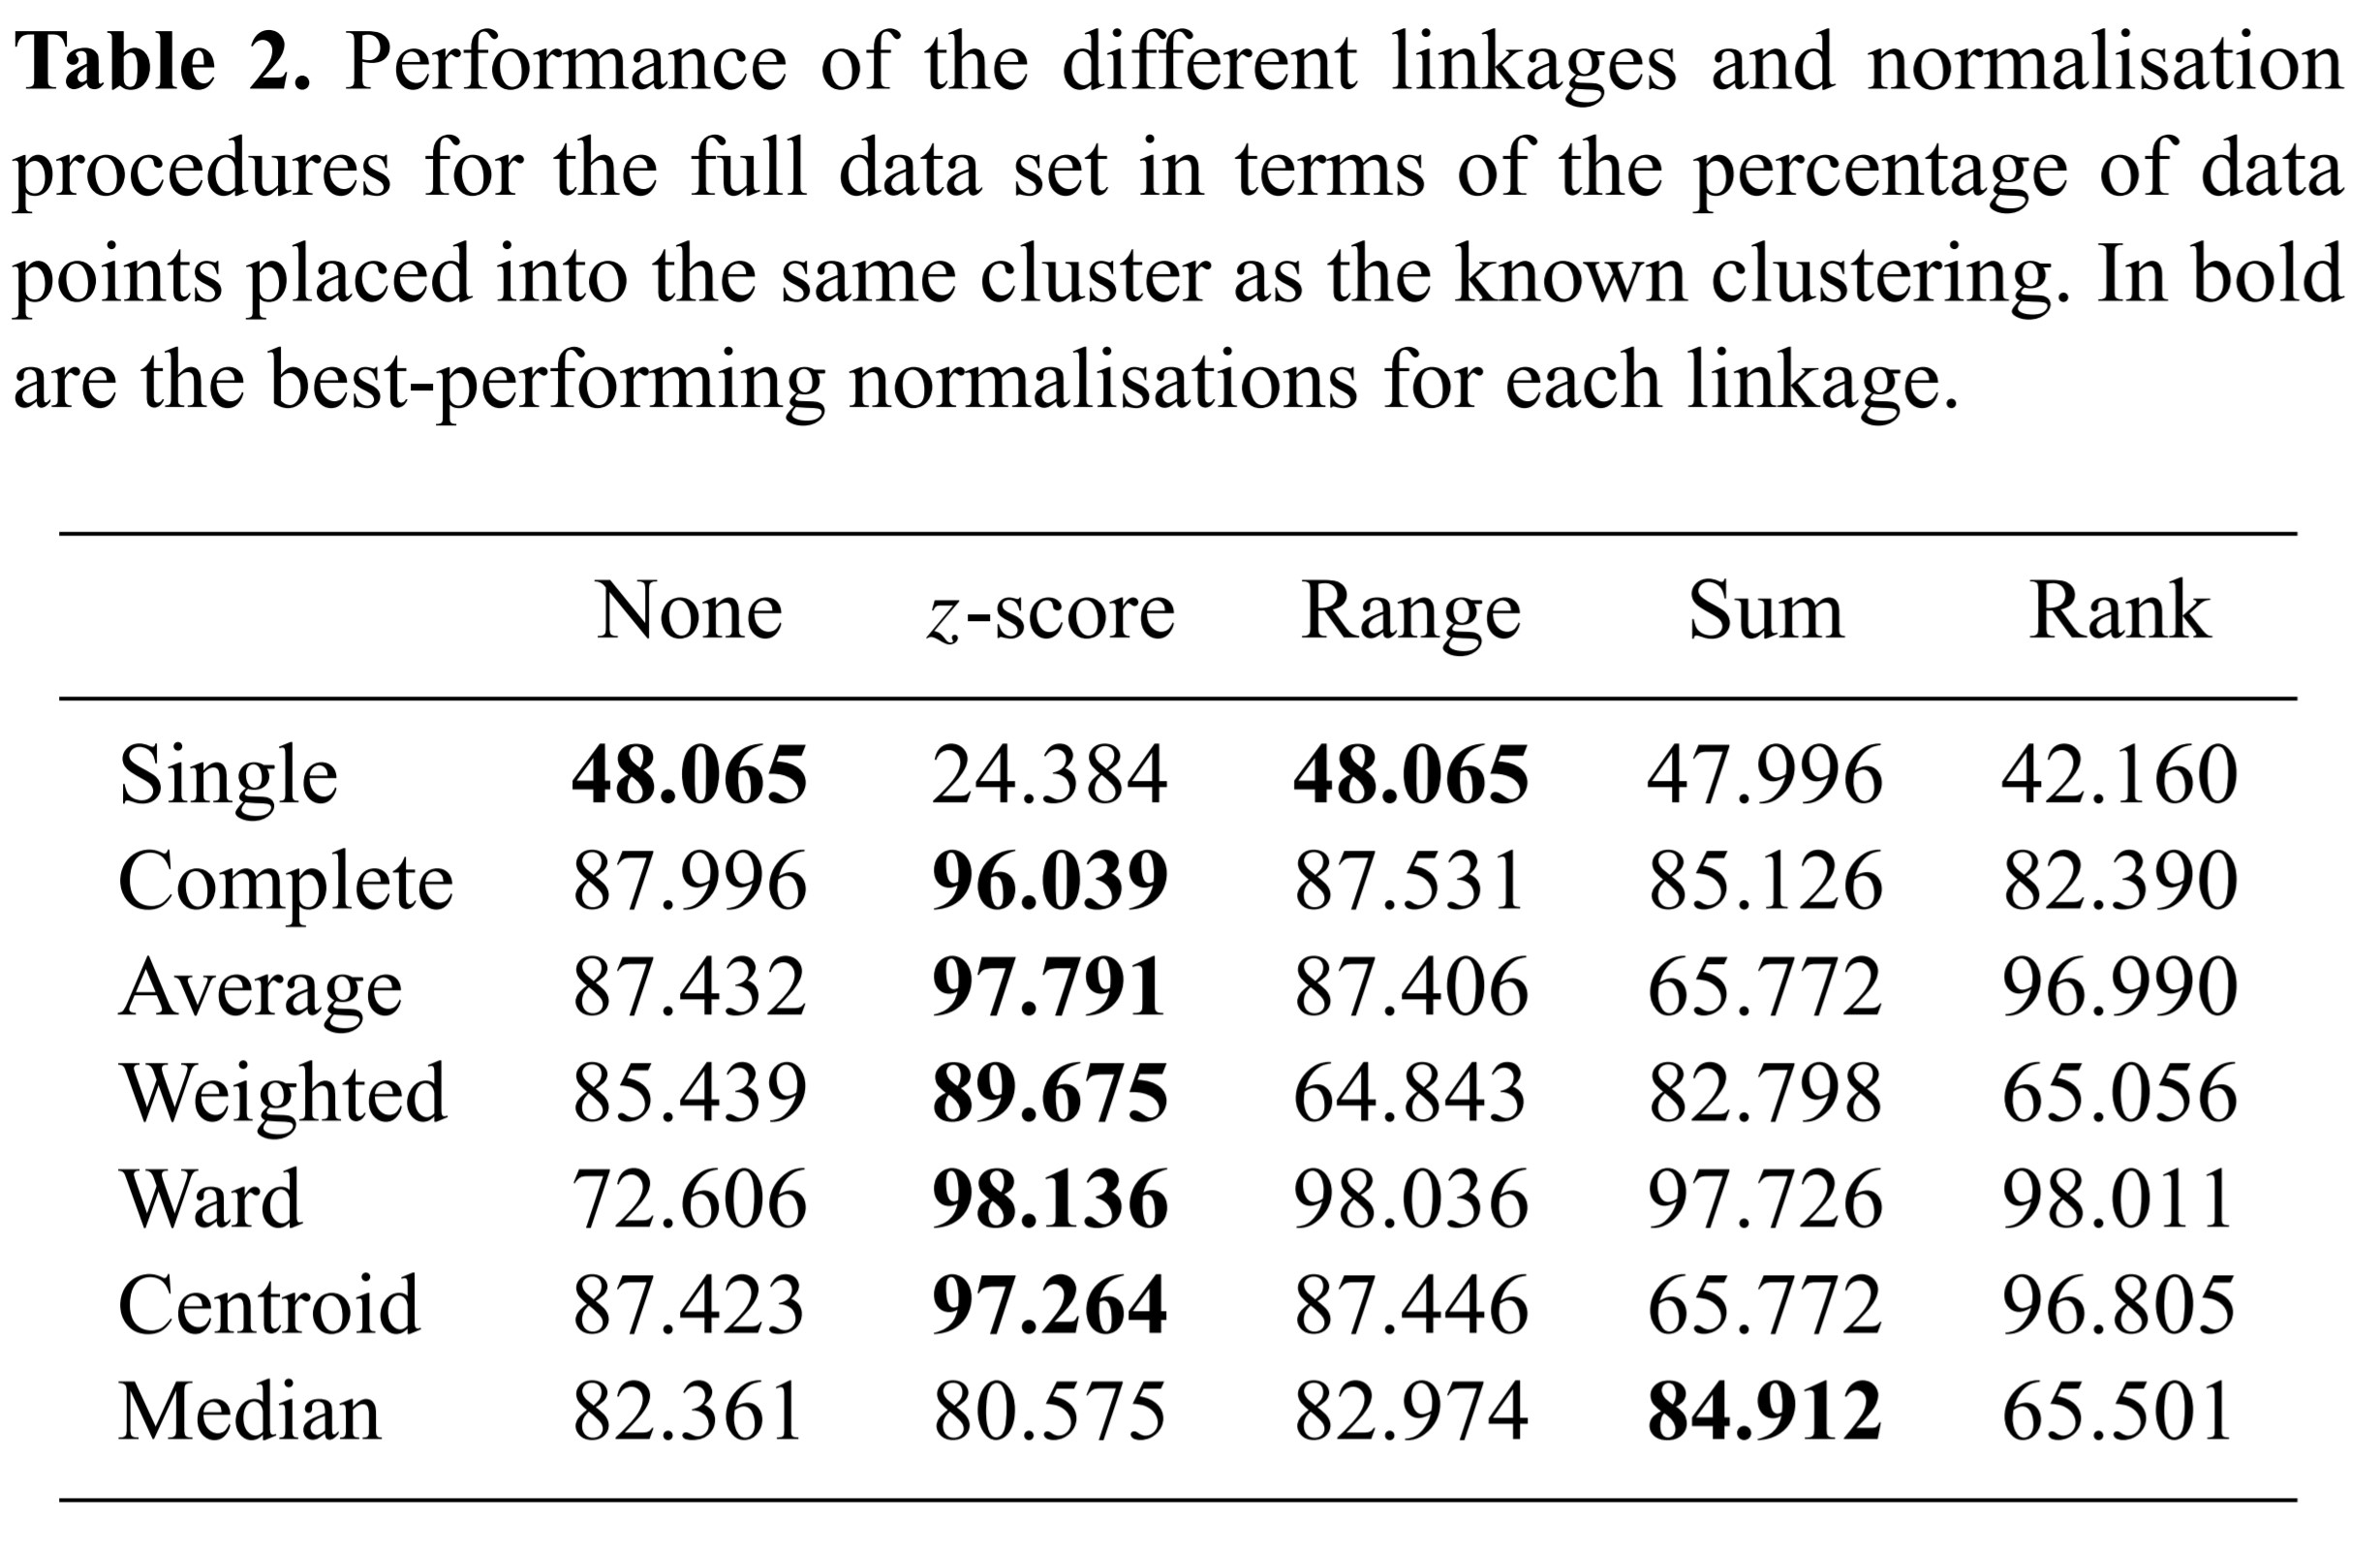 Table 2. Performance of the different linkages and normalisation
procedures for the full data set in terms of the percentage of data
points placed into the same cluster as the known clustering. In bold
are the best-performing normalisations for each linkage.
None z-score Range Sum Rank
Single 48.065 24.384 48.065 47.996 42.160
Complete 87.996 96.039 87.531 85.126 82.390
Average 87.432 97.791 87.406 65.772 96.990
Weighted 85.439 89.675 64.843 82.798 65.056
Ward 72.606 98.136 98.036 97.726 98.011
Centroid 87.423 97.264 87.446 65.772 96.805
Median 82.361 80.575 82.974 84.912 65.501